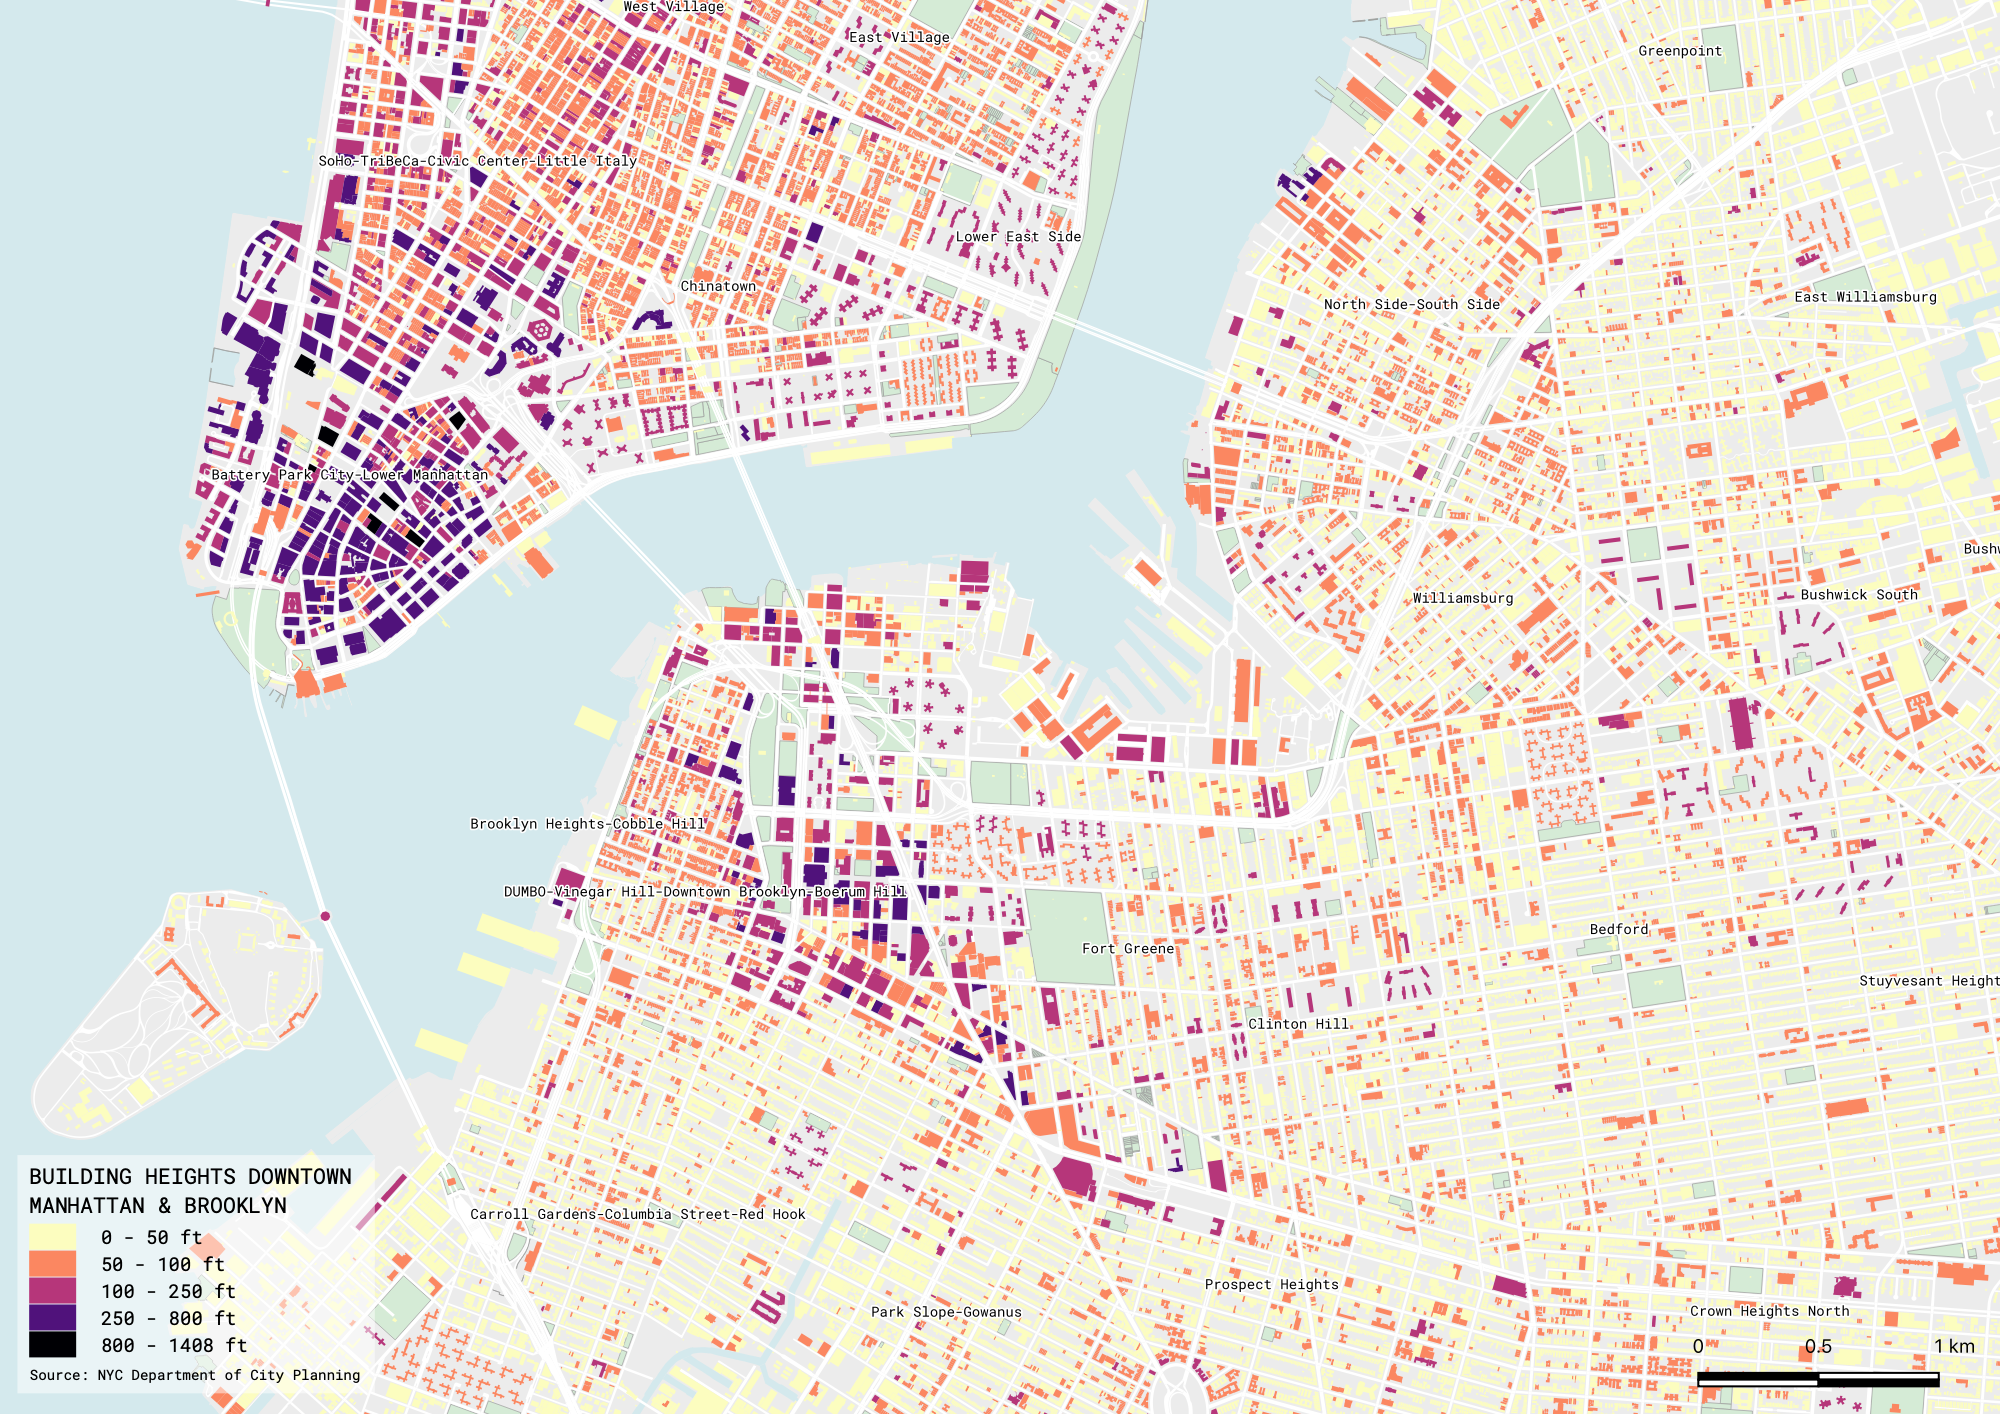 West Village
East Village
Greenpoint
SoHo-TriBeCa-Civic Center-Little Italy
Lower East Side
Chinatown
East Williamsburg
North Side-South Side
Battery Park City-Lower Manhattan
Bushw
Bushwick South
Williamsburg
Brooklyn Heights-Cobble Hill
DUMBO-Vinegar Hill-Downtown Brooklyn-Boerum Hill
Bedford
Fort Greene
Stuyvesant Height
Clinton Hill
Carroll Gardens-Columbia Street-Red Hook
Prospect Heights
Park Slope-Gowanus
Crown Heights North
BUILDING HEIGHTS DOWNTOWN
MANHATTAN & BROOKLYN
0 - 50 ft
50 - 100 ft
100 - 250 ft
250 - 800 ft
800 - 1408 ft
Source: NYC Department of City Planning
0 0.5 1 km